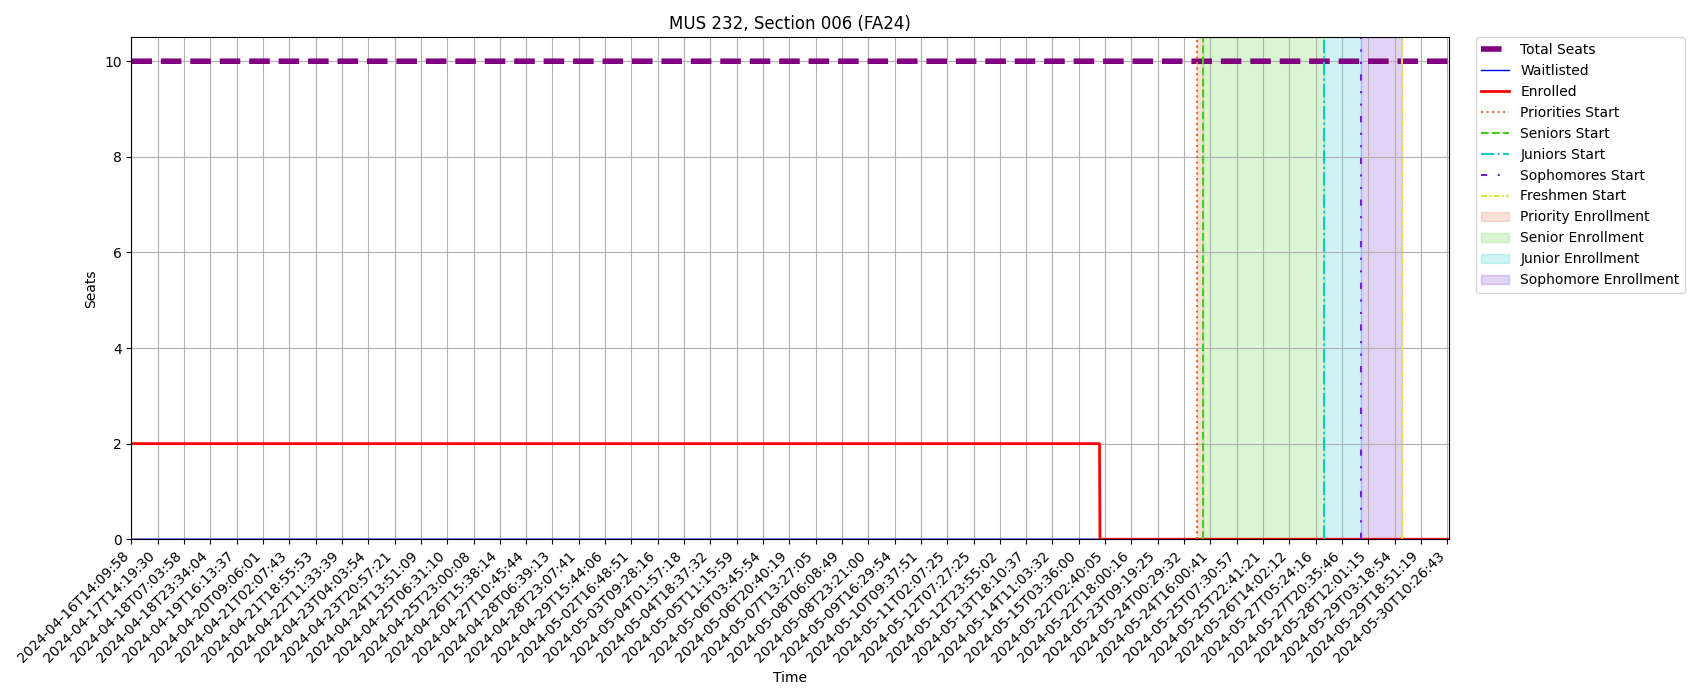 MUS 232, Section 006 (FA24)
10
8
6
4
2
0
Seats
2024-04-16T14:09:58
2024-04-17T14:19:30
2024-04-18T07:03:58
2024-04-18T23:34:04
2024-04-19T16:13:37
2024-04-20T09:06:01
2024-04-21T02:07:43
2024-04-21T18:55:53
2024-04-22T11:33:39
2024-04-23T04:03:54
2024-04-23T20:57:21
2024-04-24T13:51:09
2024-04-25T06:31:10
2024-04-25T23:00:08
2024-04-26T15:38:14
2024-04-27T10:45:44
2024-04-28T06:39:13
2024-04-28T23:07:41
2024-04-29T15:44:06
2024-05-02T16:48:51
2024-05-03T09:28:16
2024-05-04T01:57:18
2024-05-04T18:37:32
2024-05-05T11:15:59
2024-05-06T03:45:54
2024-05-06T20:40:19
2024-05-07T13:27:05
2024-05-08T06:08:49
2024-05-08T23:21:00
2024-05-09T16:29:54
2024-05-10T09:37:51
2024-05-11T02:07:25
2024-05-12T07:27:25
2024-05-12T23:55:02
2024-05-13T18:10:37
2024-05-14T11:03:32
2024-05-15T03:36:00
2024-05-22T02:40:05
2024-05-22T18:00:16
2024-05-23T09:19:25
2024-05-24T00:29:32
2024-05-24T16:00:41
2024-05-25T07:30:57
2024-05-25T22:41:21
2024-05-26T14:02:12
2024-05-27T05:24:16
2024-05-27T20:35:46
2024-05-28T12:01:15
2024-05-29T03:18:54
2024-05-29T18:51:19
2024-05-30T10:26:43
Time
Total Seats
Waitlisted
Enrolled
Priorities Start
Seniors Start
Juniors Start
Sophomores Start
Freshmen Start
Priority Enrollment
Senior Enrollment
Junior Enrollment
Sophomore Enrollment